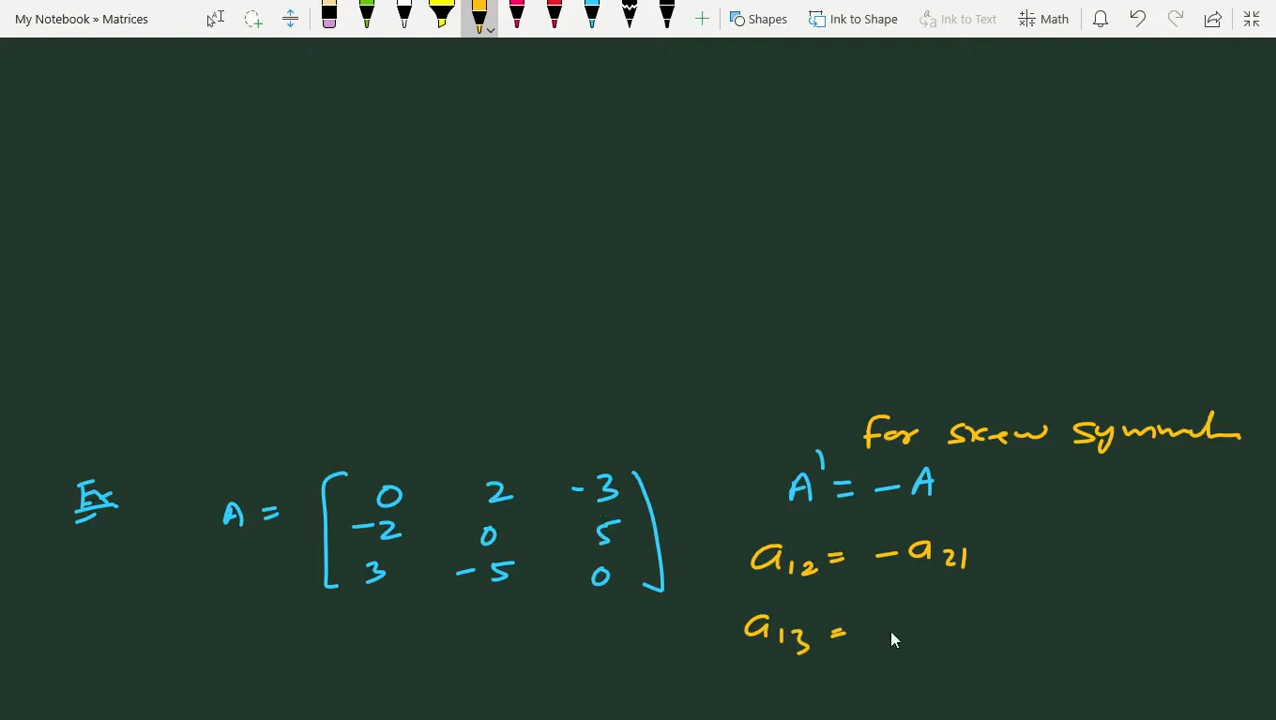 My Notebook » Matrices
Shapes Ink to Shape Ink to Text Math
For skew symmetr
Ex A = [ 0 2 -3
-2 0 5
3 -5 0 ]
A' = -A
a12 = -a21
a13 =